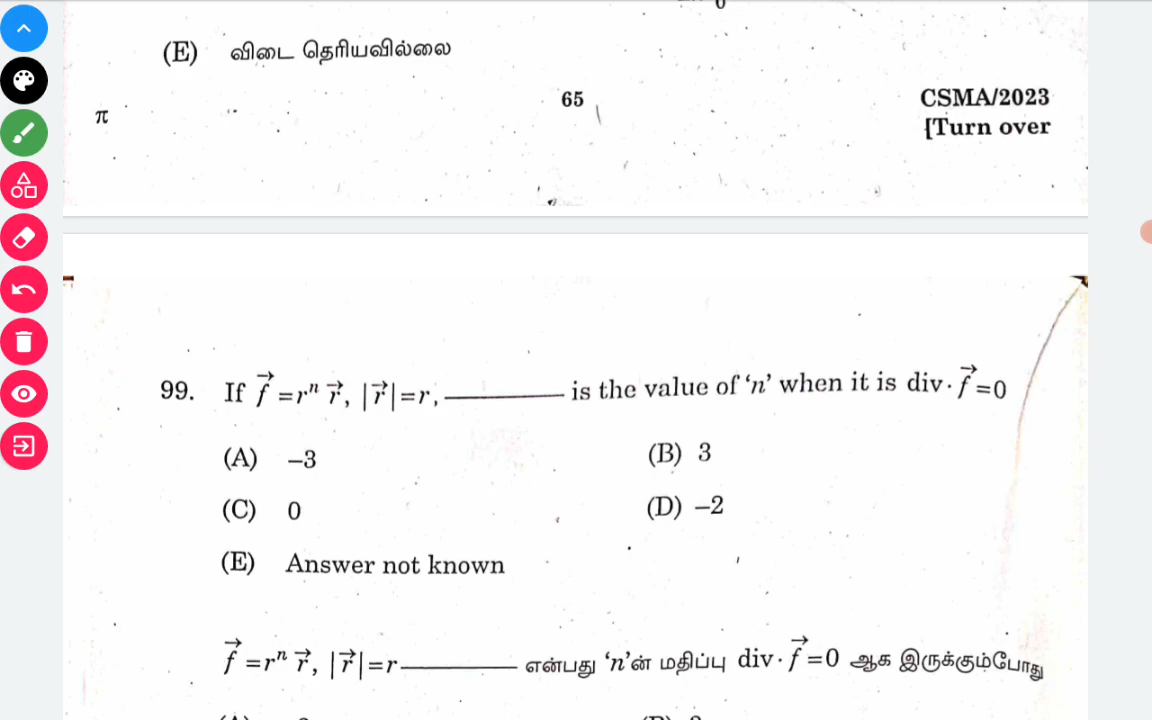 (E) விடை தெரியவில்லை
65
CSMA/2023
π
[Turn over
99. If f⃗ = rⁿ r⃗, |r⃗| = r, ________ is the value of ‘n’ when it is div · f⃗ = 0
(A) –3 (B) 3
(C) 0 (D) –2
(E) Answer not known
f⃗ = rⁿ r⃗, |r⃗| = r ________ என்பது ‘n’ன் மதிப்பு div · f⃗ = 0 ஆக இருக்கும்போது